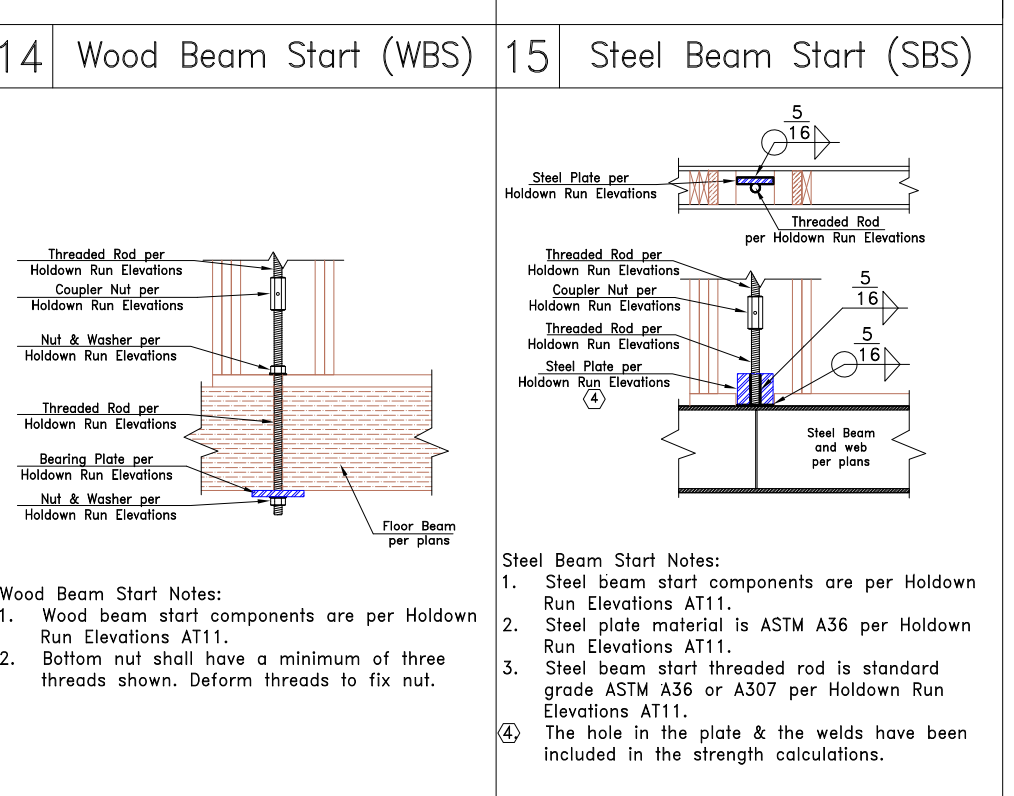 14 Wood Beam Start (WBS)
Threaded Rod per
Holdown Run Elevations
Coupler Nut per
Holdown Run Elevations
Nut & Washer per
Holdown Run Elevations
Threaded Rod per
Holdown Run Elevations
Bearing Plate per
Holdown Run Elevations
Nut & Washer per
Holdown Run Elevations
Floor Beam
per plans
Wood Beam Start Notes:
1. Wood beam start components are per Holdown
Run Elevations AT11.
2. Bottom nut shall have a minimum of three
threads shown. Deform threads to fix nut.
15 Steel Beam Start (SBS)
5
16
Steel Plate per
Holdown Run Elevations
Threaded Rod
per Holdown Run Elevations
Threaded Rod per
Holdown Run Elevations
Coupler Nut per
Holdown Run Elevations
5
16
Threaded Rod per
Holdown Run Elevations
5
16
Steel Plate per
Holdown Run Elevations
4
Steel Beam
and web
per plans
Steel Beam Start Notes:
1. Steel beam start components are per Holdown
Run Elevations AT11.
2. Steel plate material is ASTM A36 per Holdown
Run Elevations AT11.
3. Steel beam start threaded rod is standard
grade ASTM A36 or A307 per Holdown Run
Elevations AT11.
4. The hole in the plate & the welds have been
included in the strength calculations.